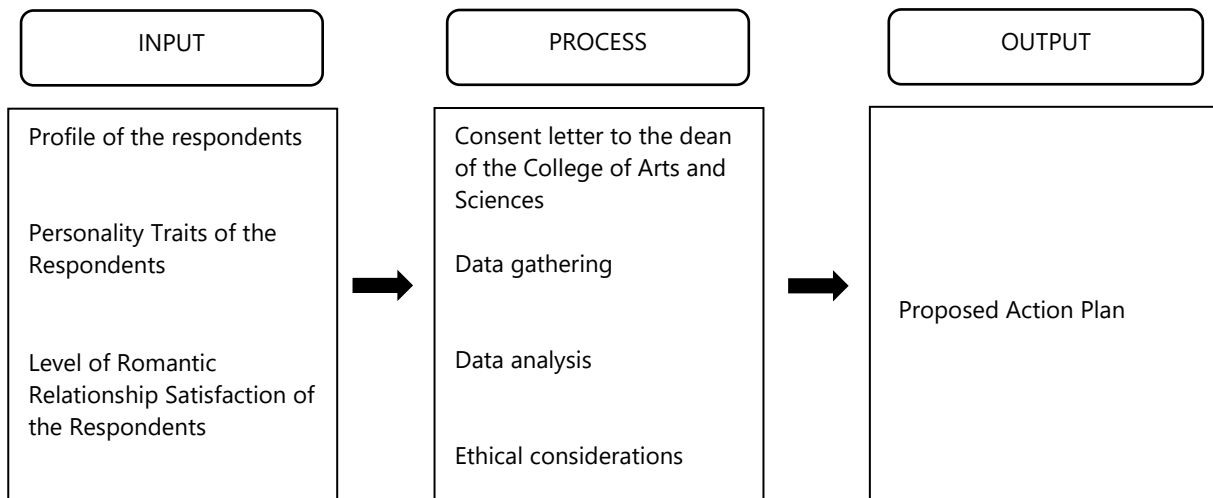 INPUT
PROCESS
OUTPUT
Profile of the respondents
Personality Traits of the
Respondents
Level of Romantic
Relationship Satisfaction of
the Respondents
Consent letter to the dean
of the College of Arts and
Sciences
Data gathering
Data analysis
Ethical considerations
Proposed Action Plan